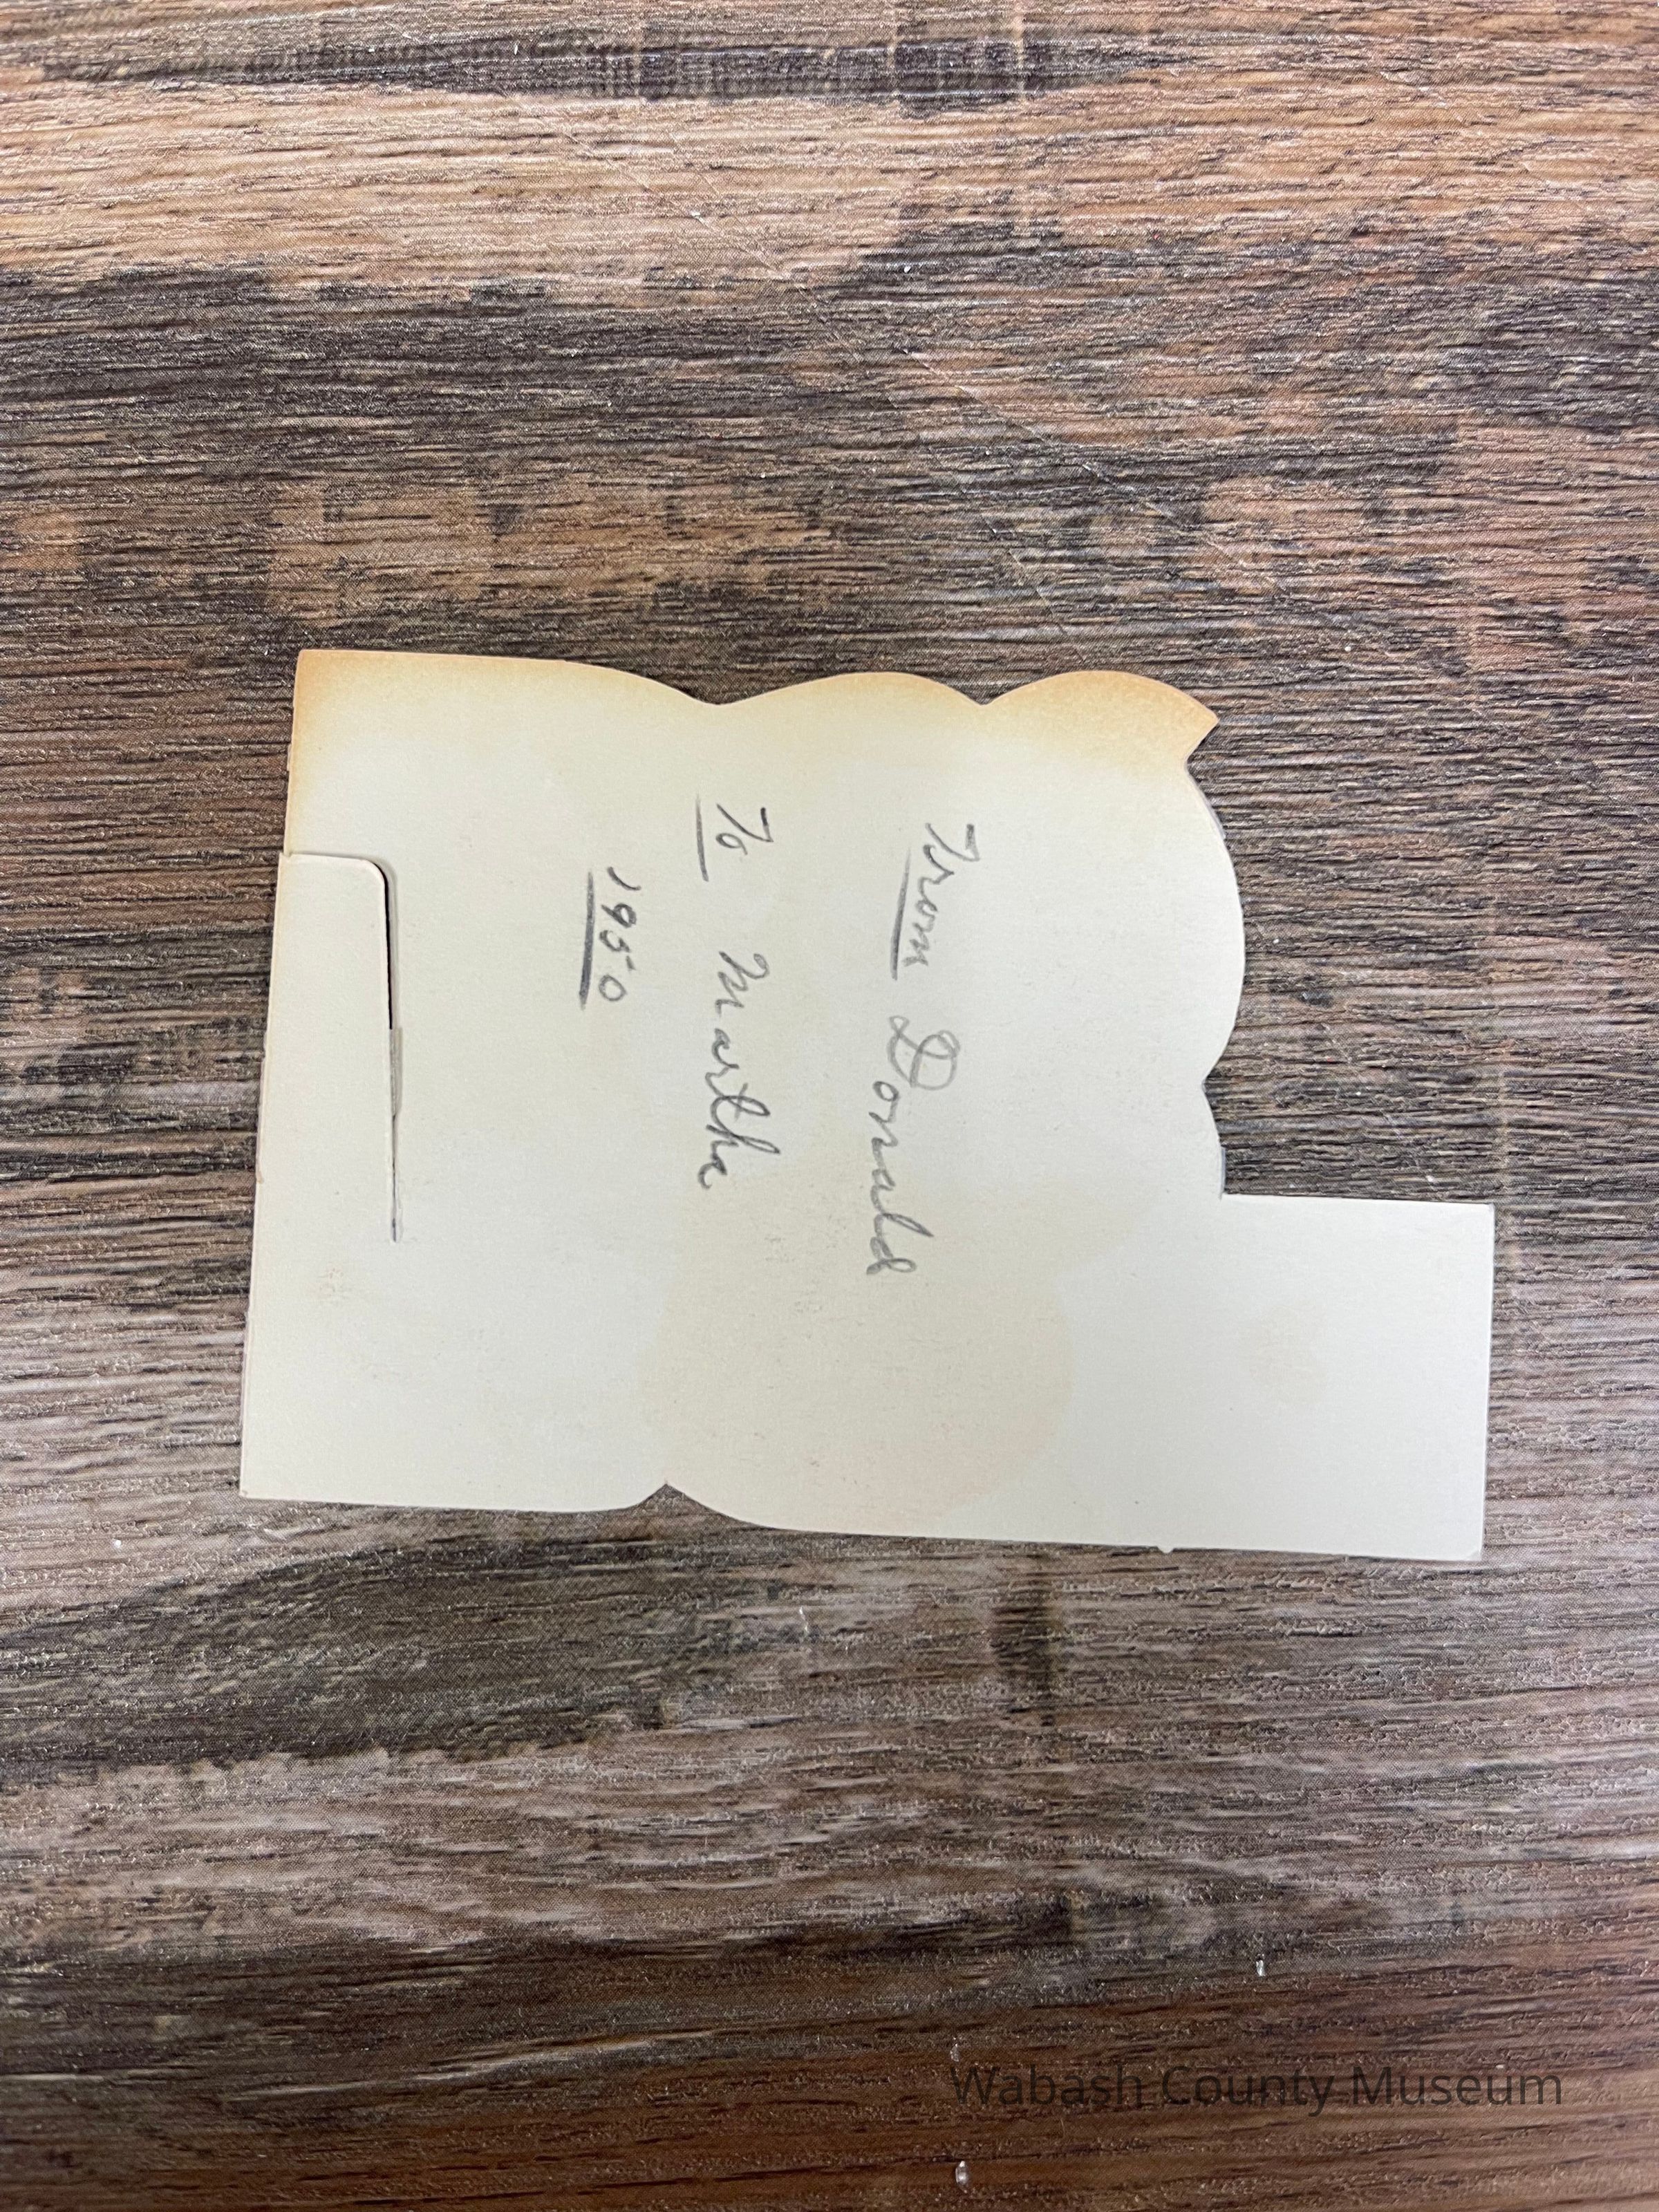 From Donald
To Martha
1950
Wabash County Museum